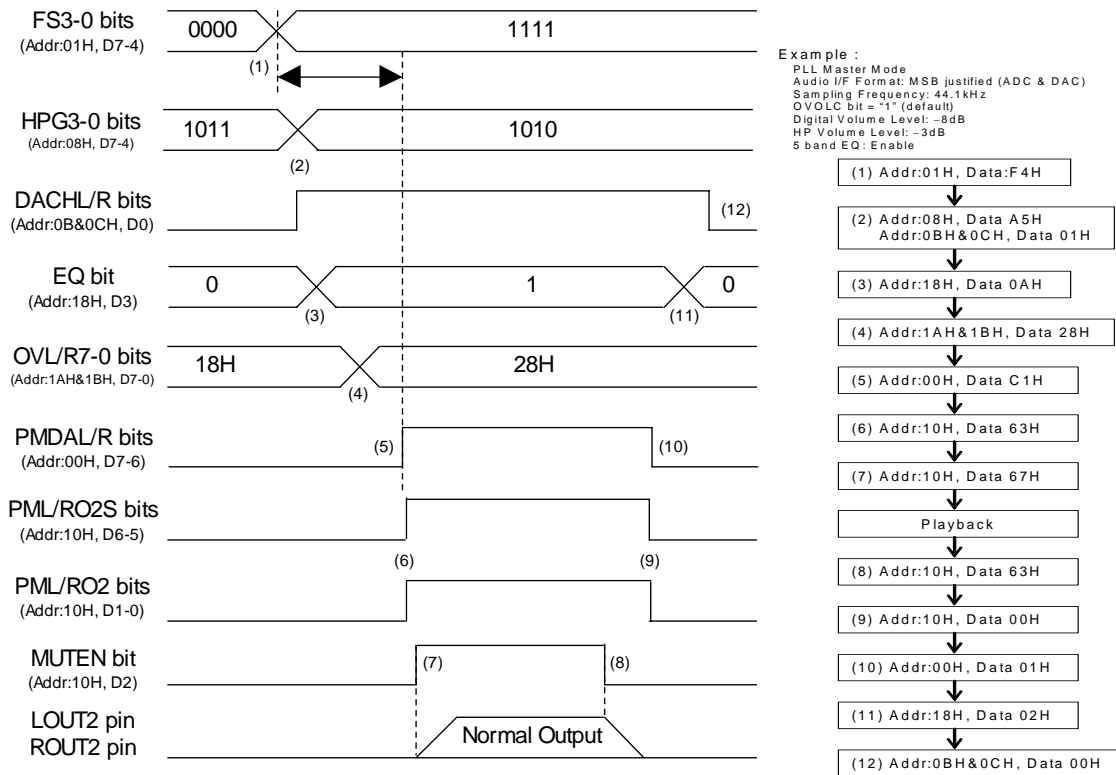 FS3-0 bits
(Addr:01H, D7-4)
0000
1111
(1)
HPG3-0 bits
(Addr:08H, D7-4)
1011
1010
(2)
DACHL/R bits
(Addr:0B&0CH, D0)
(12)
EQ bit
(Addr:18H, D3)
0
1
0
(3)
(11)
OVL/R7-0 bits
(Addr:1AH&1BH, D7-0)
18H
28H
(4)
PMDAL/R bits
(Addr:00H, D7-6)
(5)
(10)
PML/RO2S bits
(Addr:10H, D6-5)
(6)
(9)
PML/RO2 bits
(Addr:10H, D1-0)
MUTEN bit
(Addr:10H, D2)
(7)
(8)
LOUT2 pin
ROUT2 pin
Normal Output
Example :
PLL Master Mode
Audio I/F Format: MSB justified (ADC & DAC)
Sampling Frequency: 44.1kHz
OVOLC bit = “1” (default)
Digital Volume Level: −8dB
HP Volume Level: −3dB
5 band EQ: Enable
(1) Addr:01H, Data:F4H
(2) Addr:08H, Data A5H
Addr:0BH&0CH, Data 01H
(3) Addr:18H, Data 0AH
(4) Addr:1AH&1BH, Data 28H
(5) Addr:00H, Data C1H
(6) Addr:10H, Data 63H
(7) Addr:10H, Data 67H
Playback
(8) Addr:10H, Data 63H
(9) Addr:10H, Data 00H
(10) Addr:00H, Data 01H
(11) Addr:18H, Data 02H
(12) Addr:0BH&0CH, Data 00H